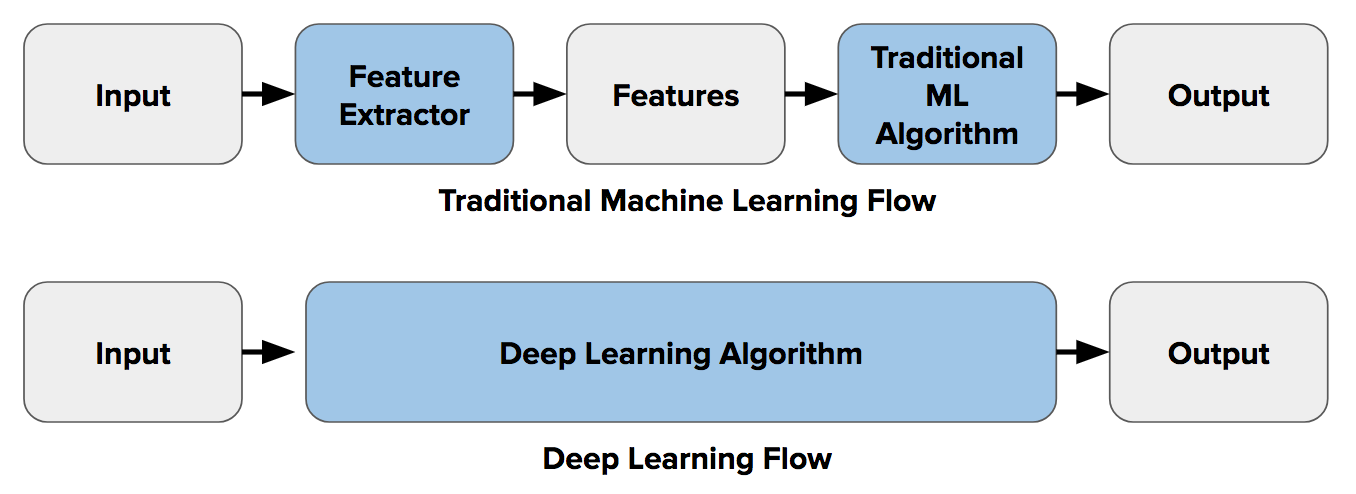 Input
Feature
Extractor
Features
Traditional
ML
Algorithm
Output
Traditional Machine Learning Flow
Input
Deep Learning Algorithm
Output
Deep Learning Flow